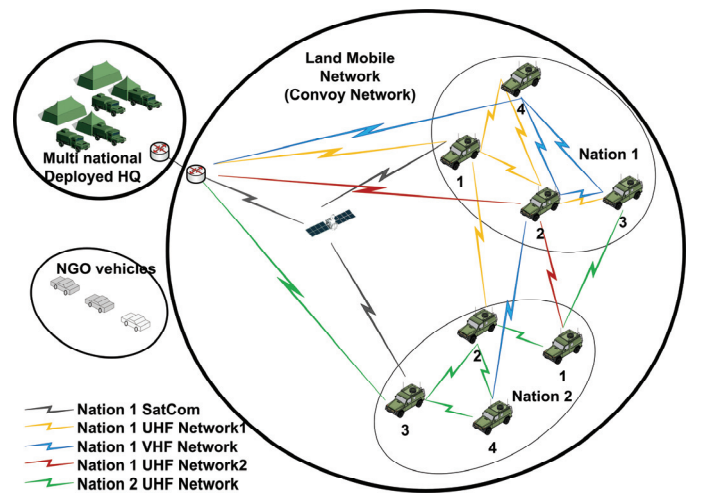 Land Mobile
Network
(Convoy Network)
Multi national
Deployed HQ
4
Nation 1
1
2
3
NGO vehicles
2
1
Nation 2
3
4
Nation 1 SatCom
Nation 1 UHF Network1
Nation 1 VHF Network
Nation 1 UHF Network2
Nation 2 UHF Network